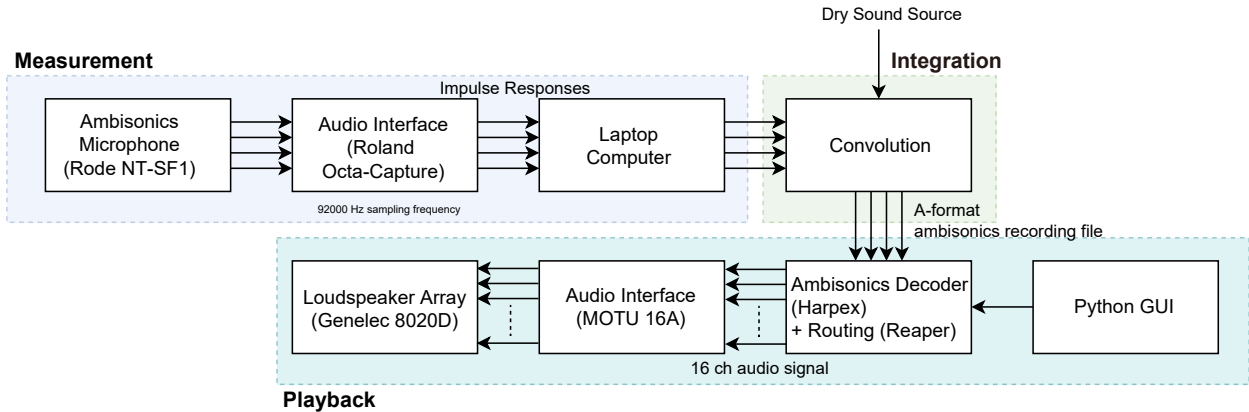 Dry Sound Source
Measurement
Integration
Impulse Responses
Ambisonics
Microphone
(Rode NT-SF1)
Audio Interface
(Roland
Octa-Capture)
Laptop
Computer
Convolution
92000 Hz sampling frequency
A-format
ambisonics recording file
Loudspeaker Array
(Genelec 8020D)
Audio Interface
(MOTU 16A)
Ambisonics Decoder
(Harpex)
+ Routing (Reaper)
Python GUI
16 ch audio signal
Playback